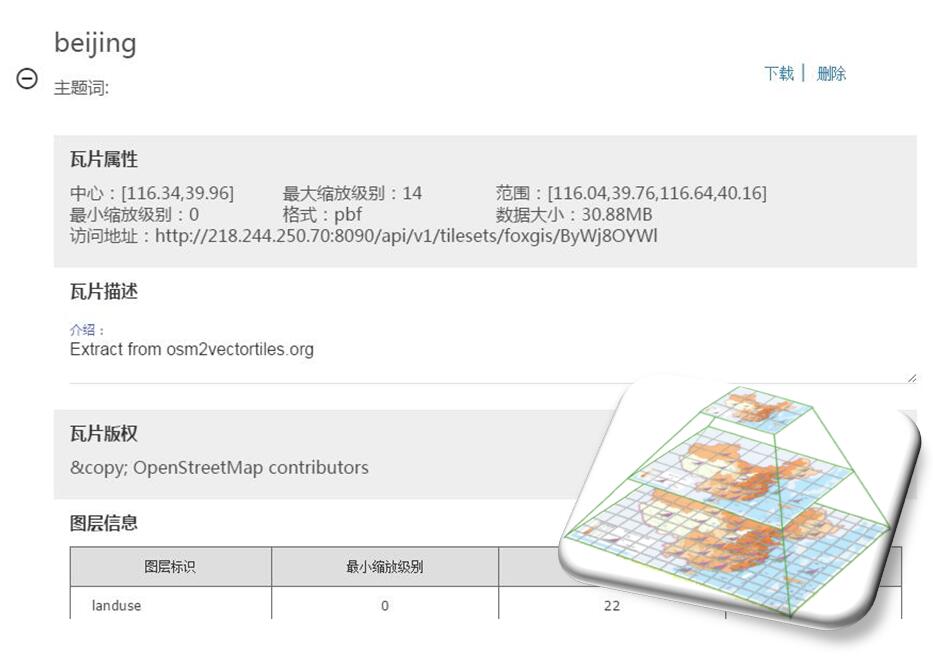 beijing
主题词:
下载 | 删除
瓦片属性
中心：[116.34,39.96] 最大缩放级别：14 范围：[116.04,39.76,116.64,40.16]
最小缩放级别：0 格式：pbf 数据大小：30.88MB
访问地址：http://218.244.250.70:8090/api/v1/tilesets/foxgis/ByWj8OYWl
瓦片描述
介绍：
Extract from osm2vectortiles.org
瓦片版权
&copy; OpenStreetMap contributors
图层信息
图层标识 最小缩放级别
landuse 0 22